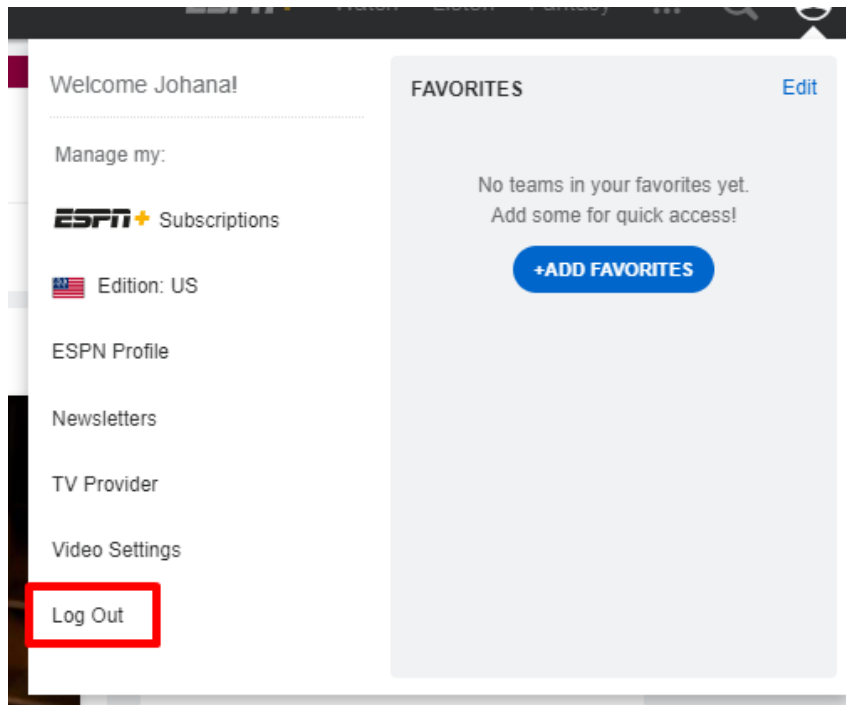 Welcome Johana!
Manage my:
ESPN+ Subscriptions
Edition: US
ESPN Profile
Newsletters
TV Provider
Video Settings
Log Out
FAVORITES Edit
No teams in your favorites yet.
Add some for quick access!
+ADD FAVORITES